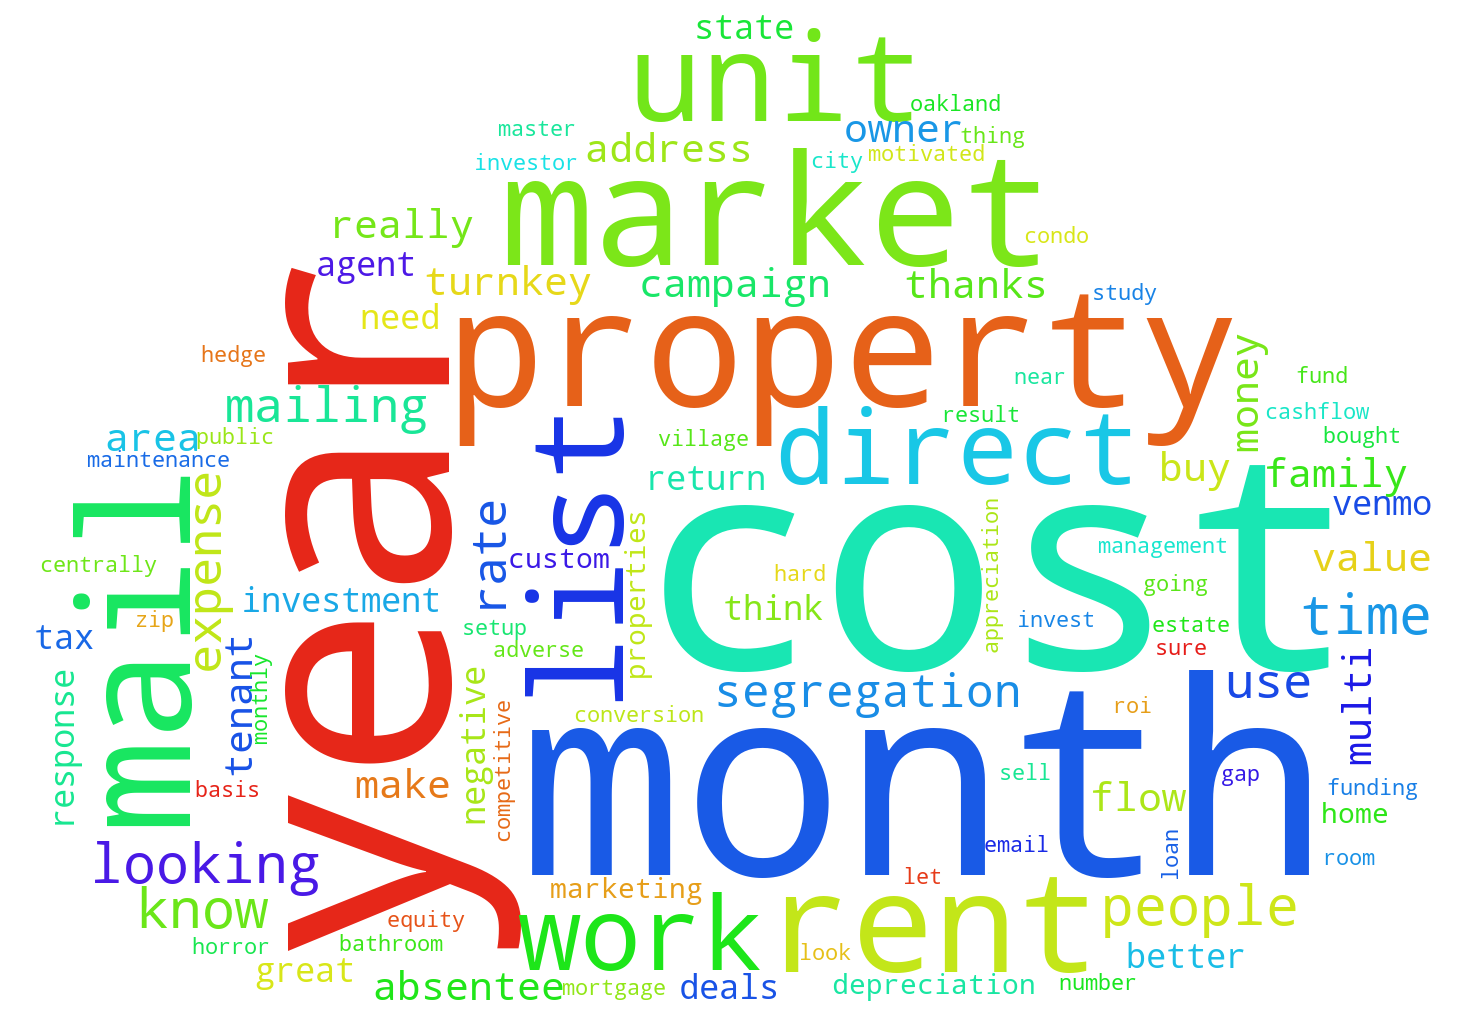 state
unit
oakland
master
owner
thing
address
investor
city
motivated
market
really
condo
agent
turnkey
campaign
thanks
study
need
property
hedge
money
near
fund
mailing
year
result
cashflow
area
public
list
direct
village
bought
maintenance
return
buy
family
mail
expense
rate
cost
venmo
custom
properties
appreciation
management
value
centrally
hard
going
investment
think
invest
time
zip
setup
estate
tax
tenant
adverse
sure
monthly
segregation
use
multi
response
negative
conversion
roi
month
competitive
make
basis
sell
gap
flow
funding
home
looking
email
loan
room
marketing
let
know
work
rent
people
equity
horror
bathroom
look
better
great
absentee
mortgage
deals
depreciation
number